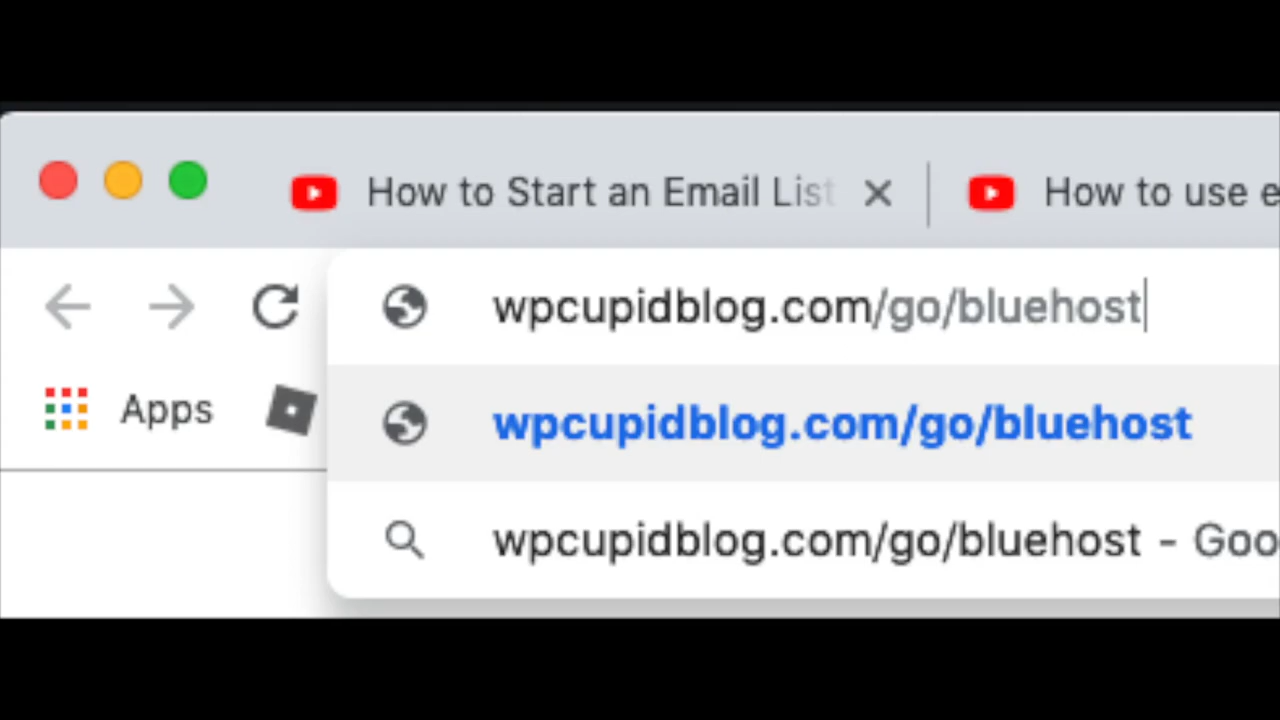 How to Start an Email List
How to use e
wpcupidblog.com/go/bluehost
Apps
wpcupidblog.com/go/bluehost
wpcupidblog.com/go/bluehost - Goo